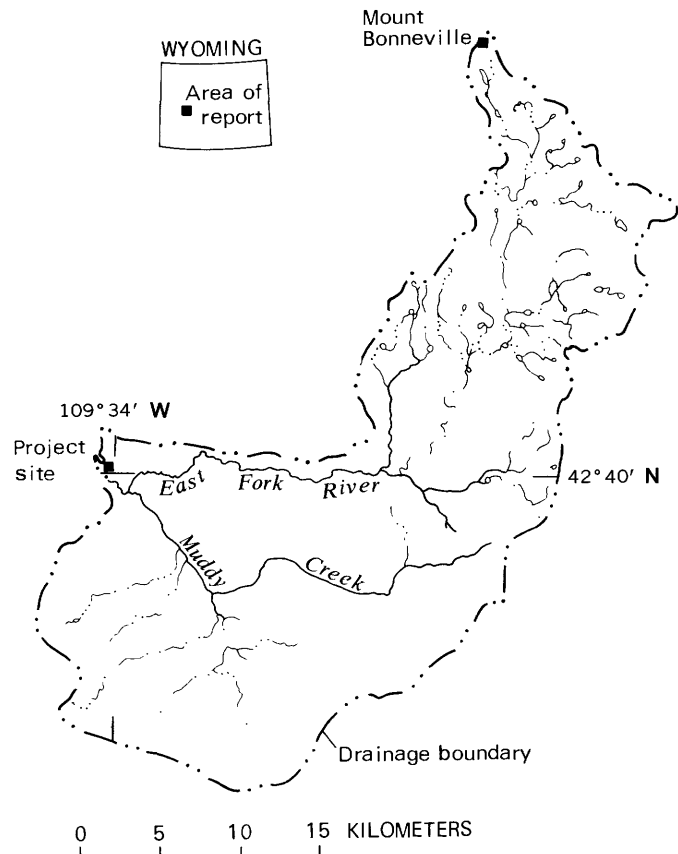 Mount
Bonneville
WYOMING
Area of
report
109°34' W
Project
site
East Fork River
42°40' N
Muddy Creek
Drainage boundary
0 5 10 15 KILOMETERS